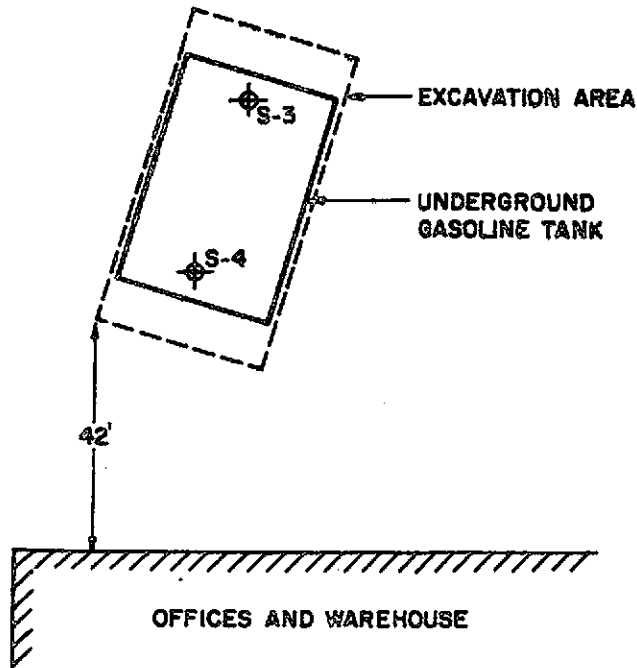 EXCAVATION AREA
S-3
UNDERGROUND
GASOLINE TANK
S-4
42'
OFFICES AND WAREHOUSE